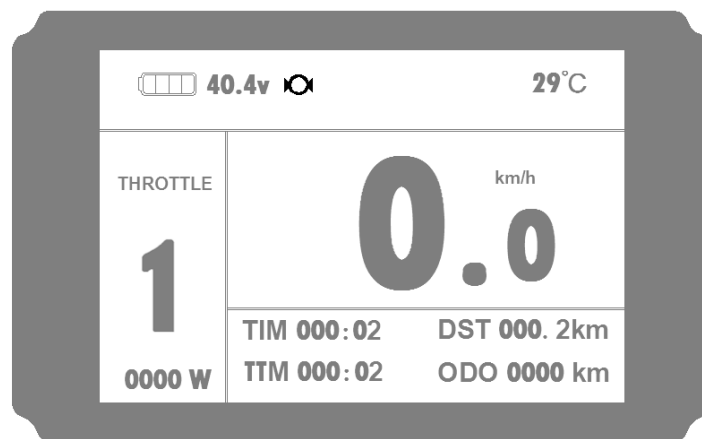 40.4v 29°C
THROTTLE
1
0000 W
0.0 km/h
TIM 000:02 DST 000. 2km
TTM 000:02 ODO 0000 km